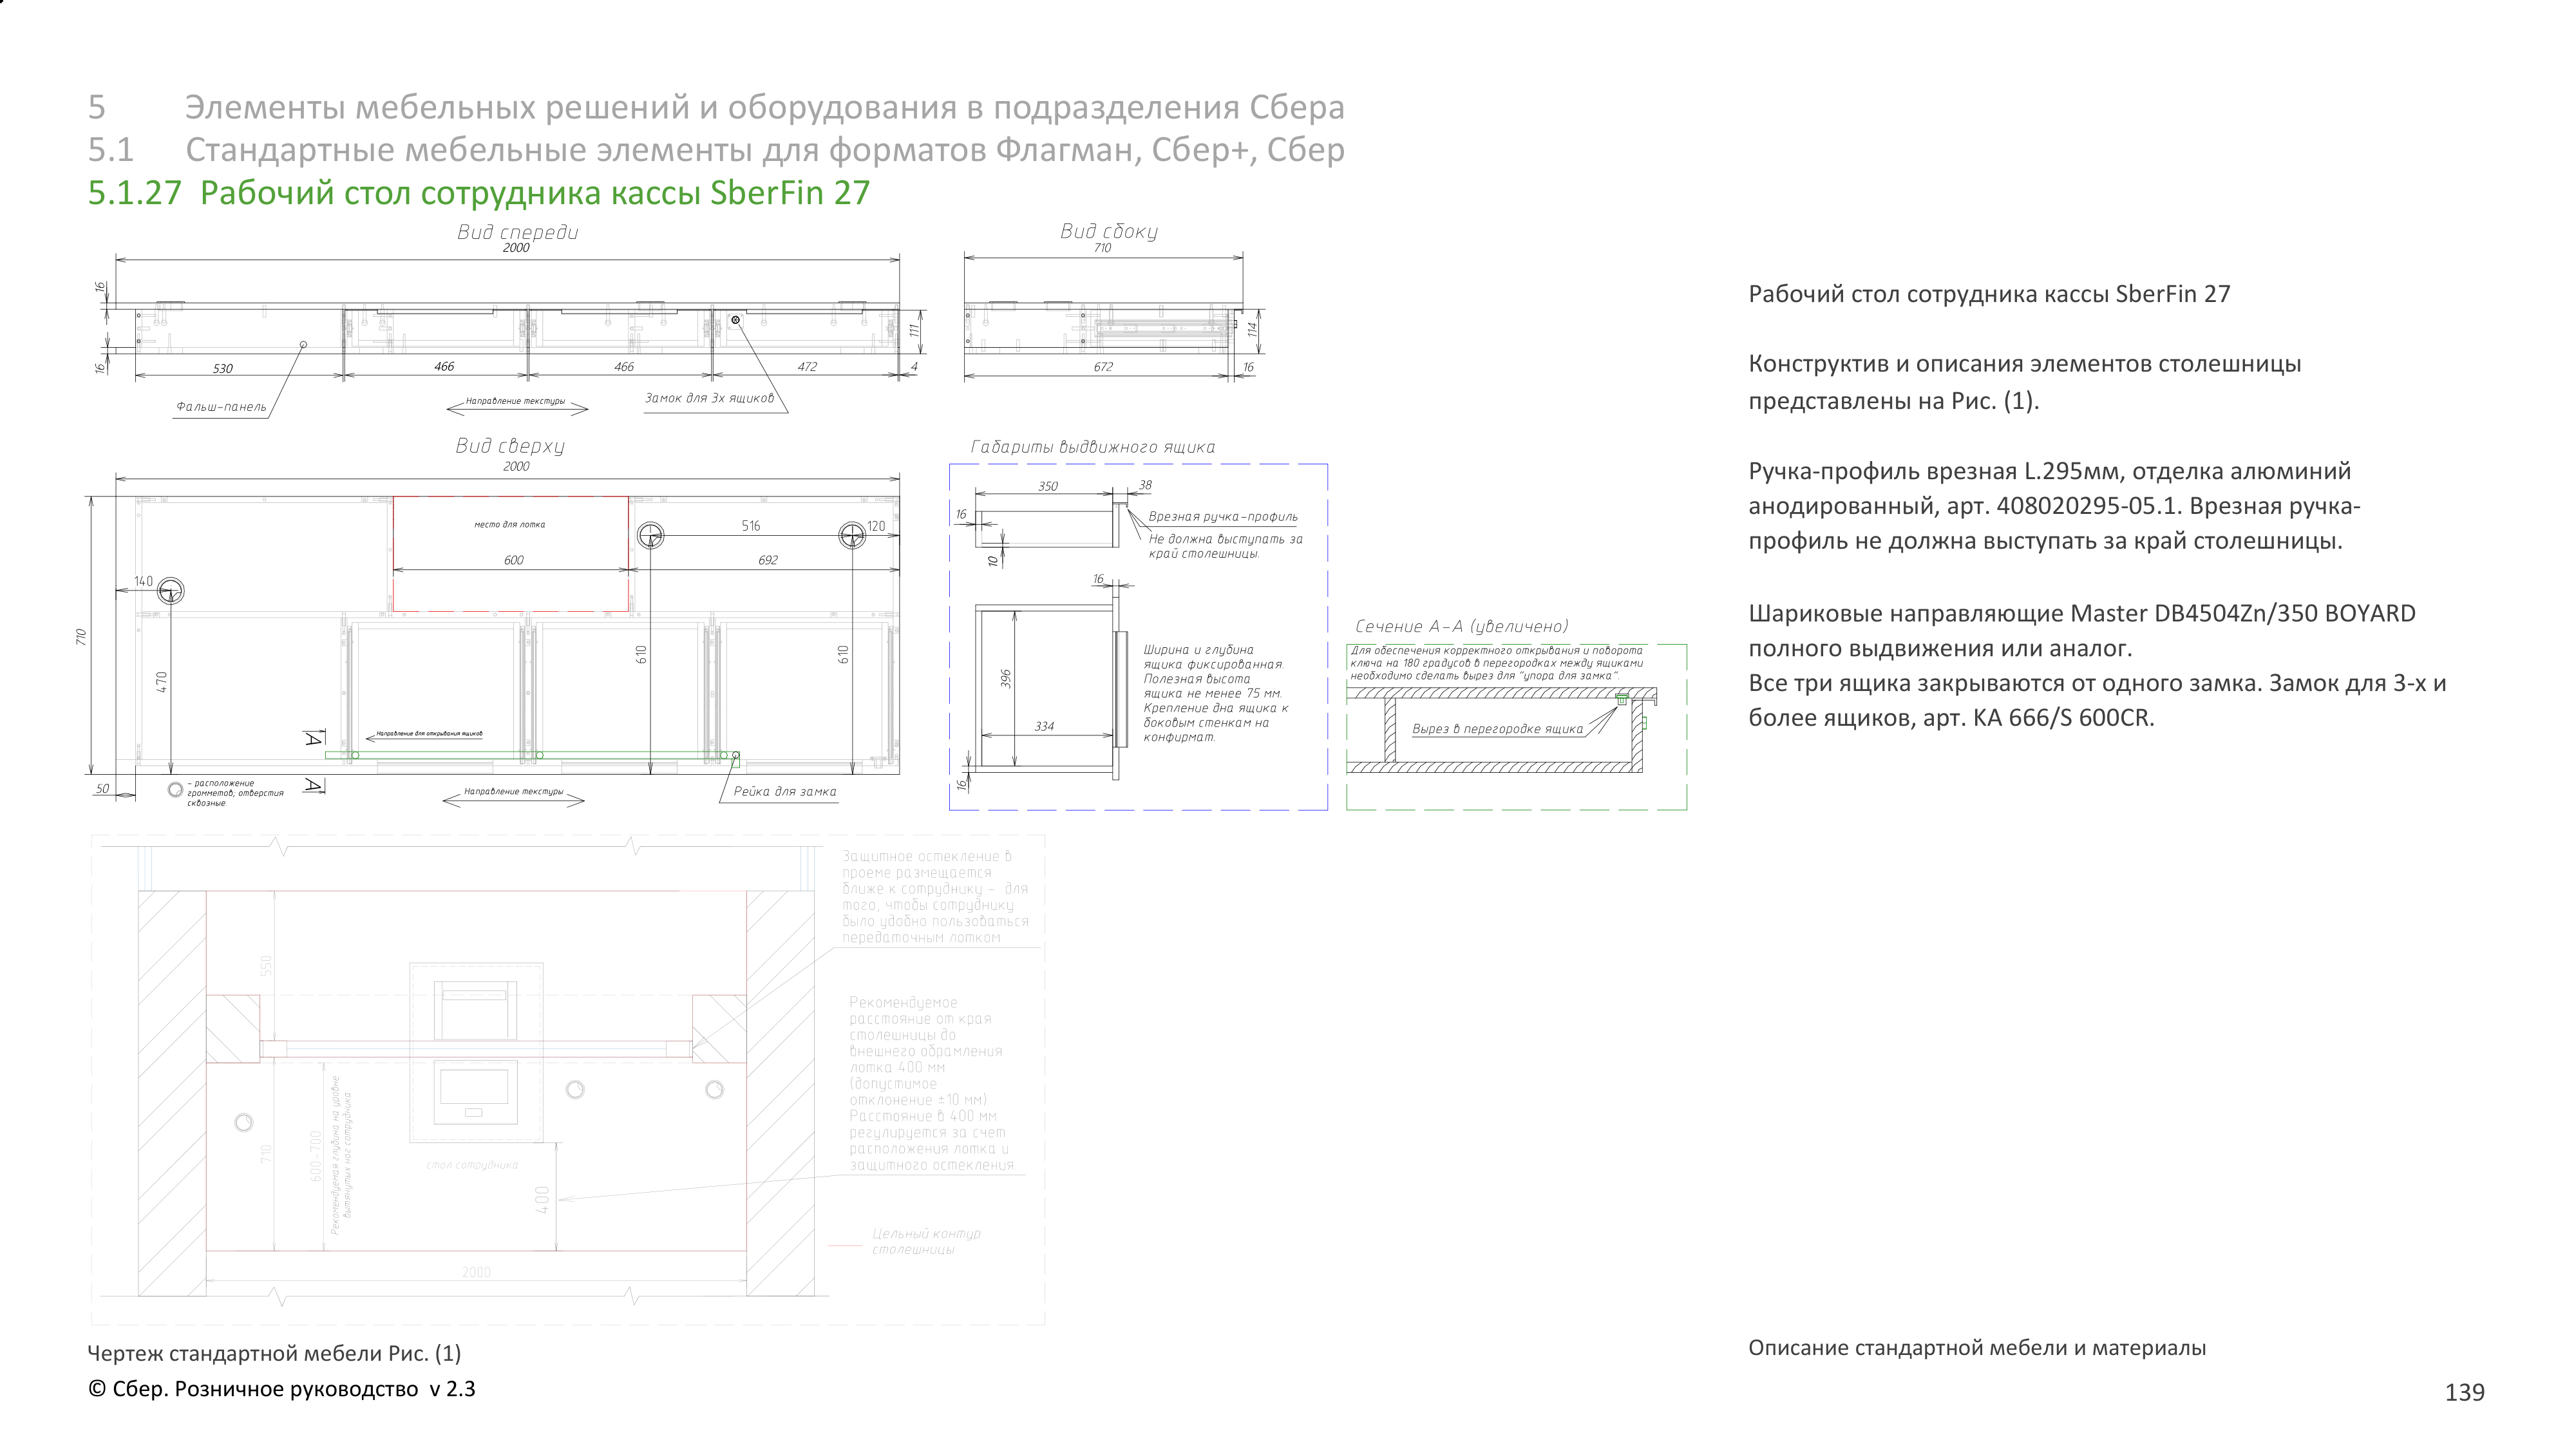 5 Элементы мебельных решений и оборудования в подразделения Сбера
5.1 Стандартные мебельные элементы для форматов Флагман, Сбер+, Сбер
5.1.27 Рабочий стол сотрудника кассы SberFin 27
Вид спереди
2000
16
16
530
466
466
472
4
111
Фальш-панель
Направление текстуры
Замок для 3х ящиков
Вид сбоку
710
114
672
16
Вид сверху
2000
место для лотка
516
120
600
692
140
710
470
610
610
А
А
Направление для открывания ящиков
50
- расположение
громметов; отверстия
сквозные.
Направление текстуры
Рейка для замка
Габариты выдвижного ящика
350
38
16
10
Врезная ручка-профиль
Не должна выступать за
край столешницы.
16
396
334
16
Ширина и глубина
ящика фиксированная.
Полезная высота
ящика не менее 75 мм.
Крепление дна ящика к
боковым стенкам на
конфирмат.
Сечение А-А (увеличено)
Для обеспечения корректного открывания и поворота
ключа на 180 градусов в перегородках между ящиками
необходимо сделать вырез для "упора для замка".
Вырез в перегородке ящика
Защитное остекление в
проеме размещается
ближе к сотруднику - для
того, чтобы сотруднику
было удобно пользоваться
передаточным лотком
550
710
600-700
Рекомендуемая глубина на уровне
вытянутых ног сотрудника
стол сотрудника
400
2000
Рекомендуемое
расстояние от края
столешницы до
внешнего обрамления
лотка 400 мм
(допустимое
отклонение ±10 мм)
Расстояние в 400 мм
регулируется за счет
расположения лотка и
защитного остекления.
Цельный контур
столешницы
Рабочий стол сотрудника кассы SberFin 27
Конструктив и описания элементов столешницы
представлены на Рис. (1).
Ручка-профиль врезная L.295мм, отделка алюминий
анодированный, арт. 408020295-05.1. Врезная ручка-
профиль не должна выступать за край столешницы.
Шариковые направляющие Master DB4504Zn/350 BOYARD
полного выдвижения или аналог.
Все три ящика закрываются от одного замка. Замок для 3-х и
более ящиков, арт. KA 666/S 600CR.
Чертеж стандартной мебели Рис. (1)
Описание стандартной мебели и материалы
© Сбер. Розничное руководство v 2.3
139